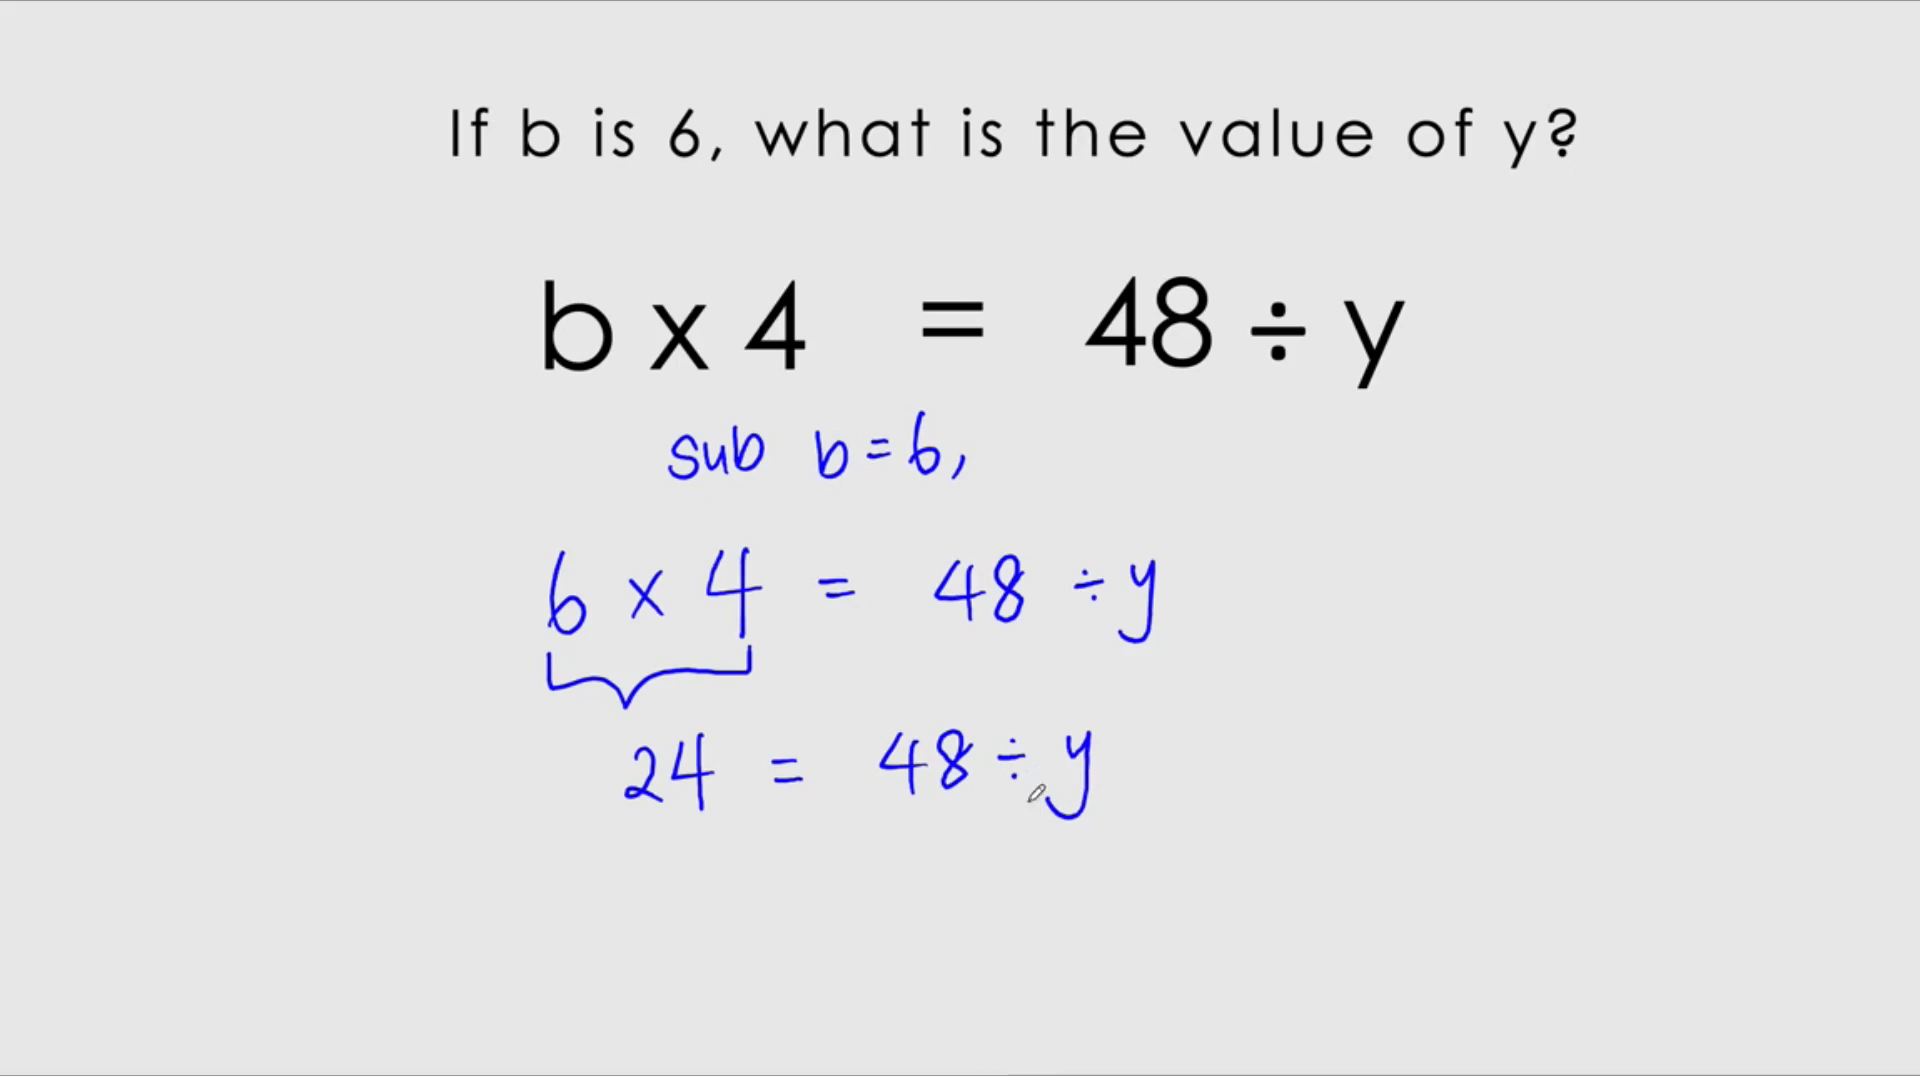 If b is 6, what is the value of y?
b x 4 = 48 ÷ y
sub b = 6,
6 x 4 = 48 ÷ y
24 = 48 ÷ y